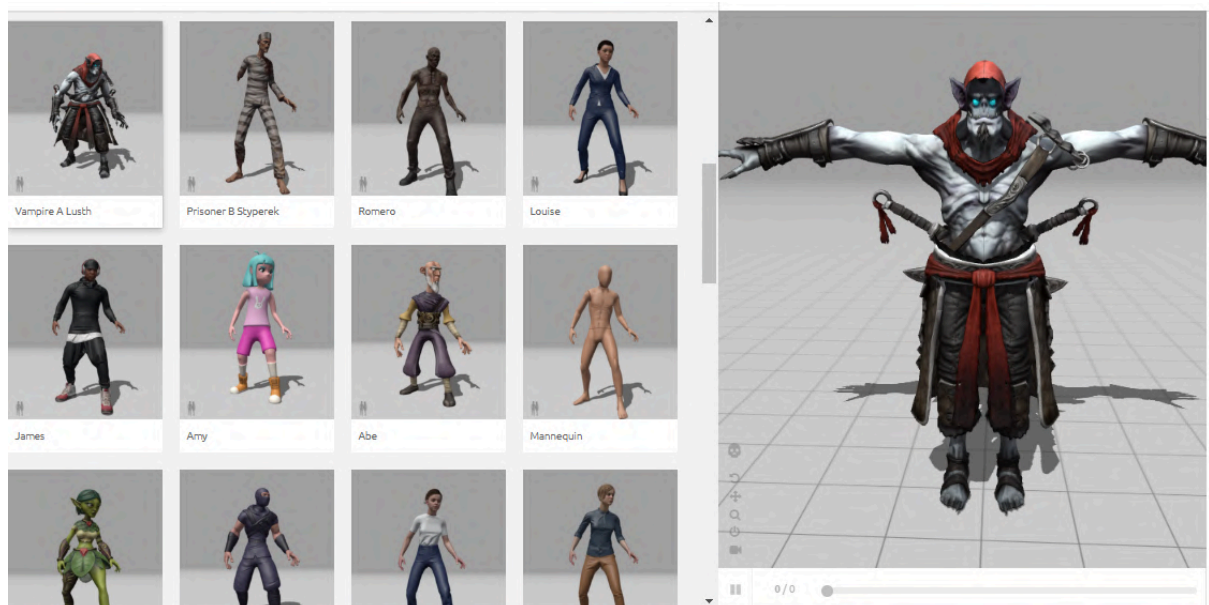 Vampire A Lusth
Prisoner B Styperek
Romero
Louise
James
Amy
Abe
Mannequin
0 / 0